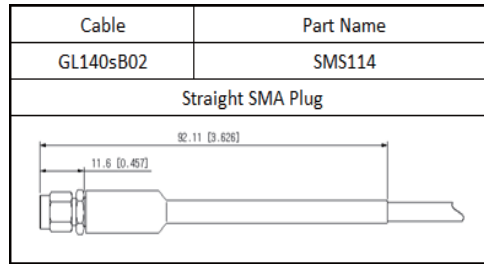 Cable Part Name
GL140sB02 SMS114
Straight SMA Plug
92.11 [3.626]
11.6 [0.457]